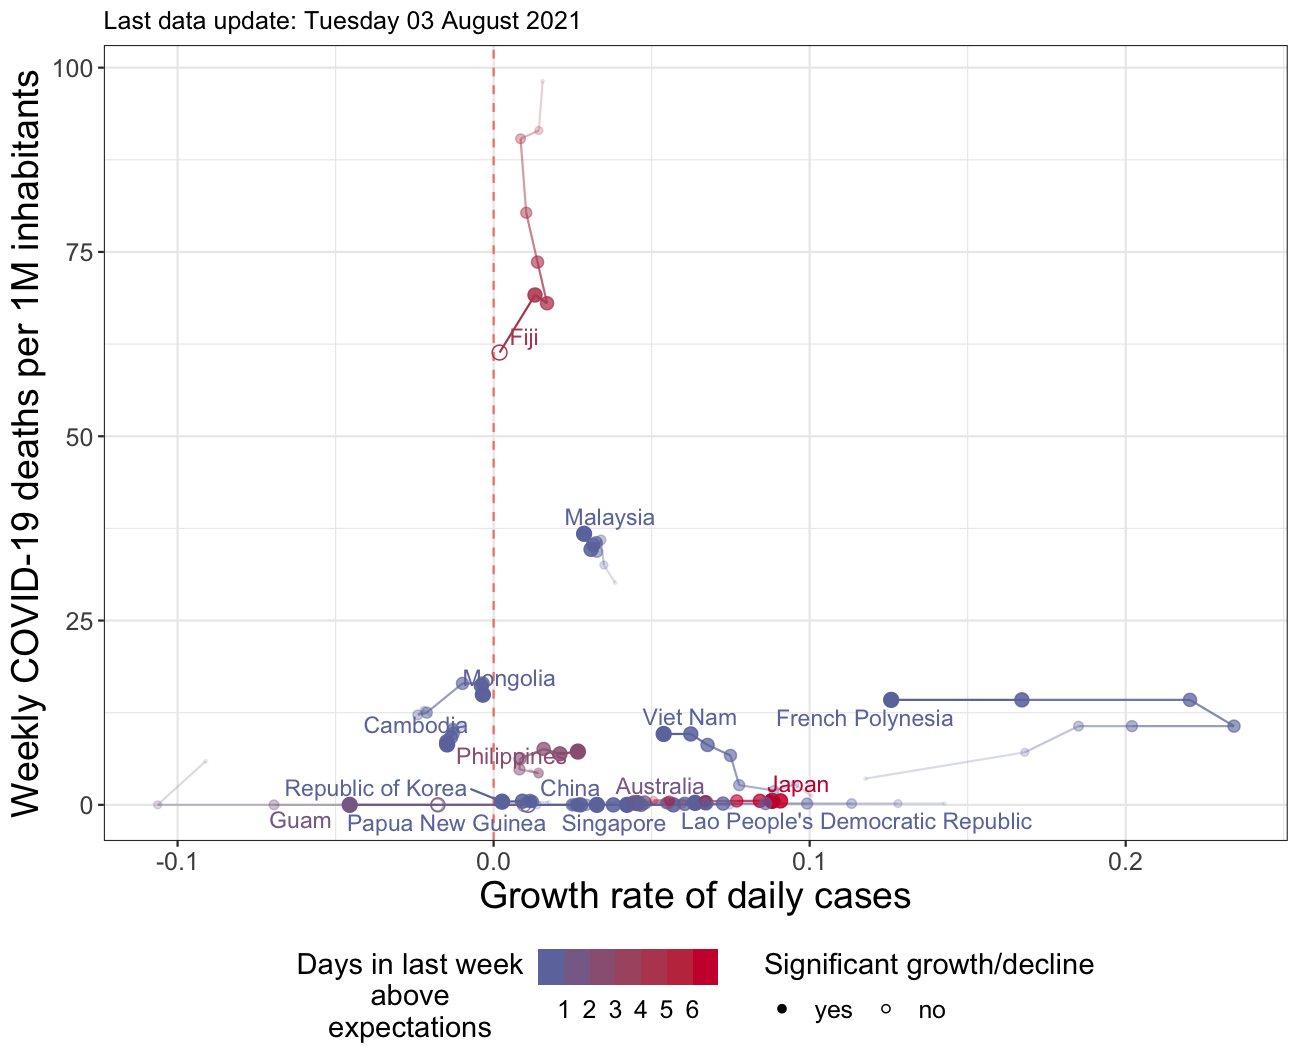 Last data update: Tuesday 03 August 2021
Weekly COVID-19 deaths per 1M inhabitants
100
75
50
25
0
Fiji
Malaysia
Mongolia
Cambodia
Viet Nam
French Polynesia
Philippines
Republic of Korea
China
Australia
Japan
Guam
Papua New Guinea
Singapore
Lao People's Democratic Republic
-0.1 0.0 0.1 0.2
Growth rate of daily cases
Days in last week
above
expectations
1 2 3 4 5 6
Significant growth/decline
yes no